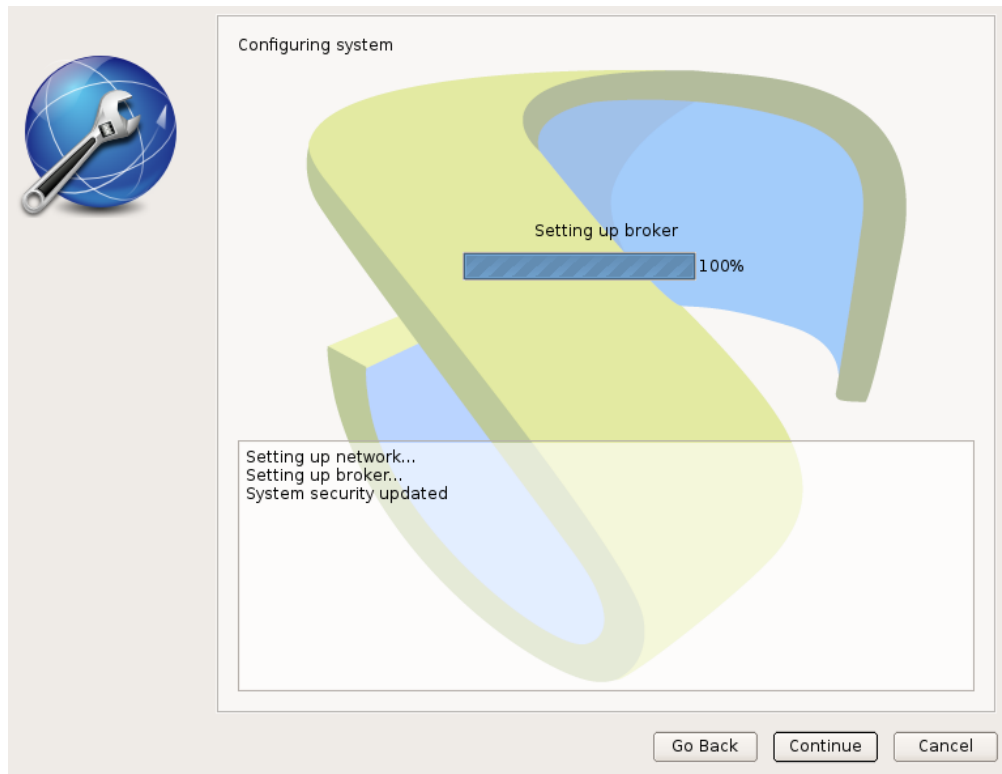 Configuring system
Setting up broker
100%
Setting up network...
Setting up broker...
System security updated
Go Back
Continue
Cancel